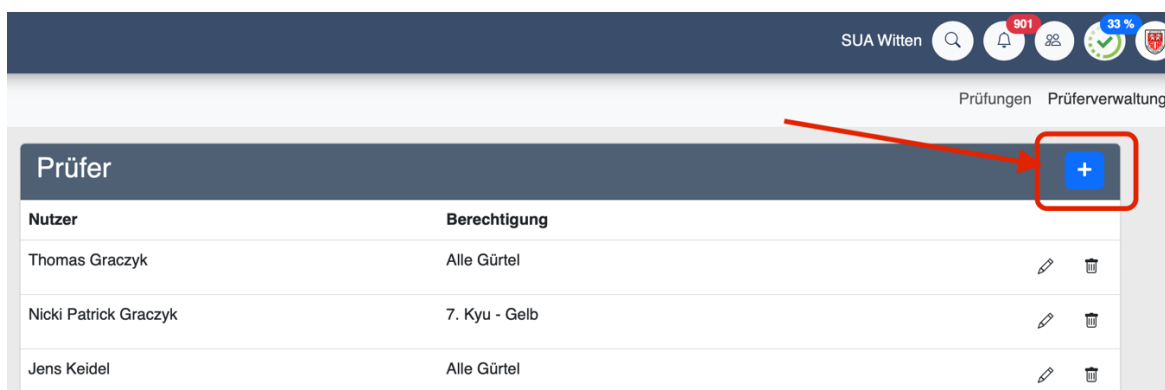 SUA Witten 901 33 %
Prüfungen Prüferverwaltung
Prüfer
Nutzer Berechtigung
Thomas Graczyk Alle Gürtel
Nicki Patrick Graczyk 7. Kyu - Gelb
Jens Keidel Alle Gürtel